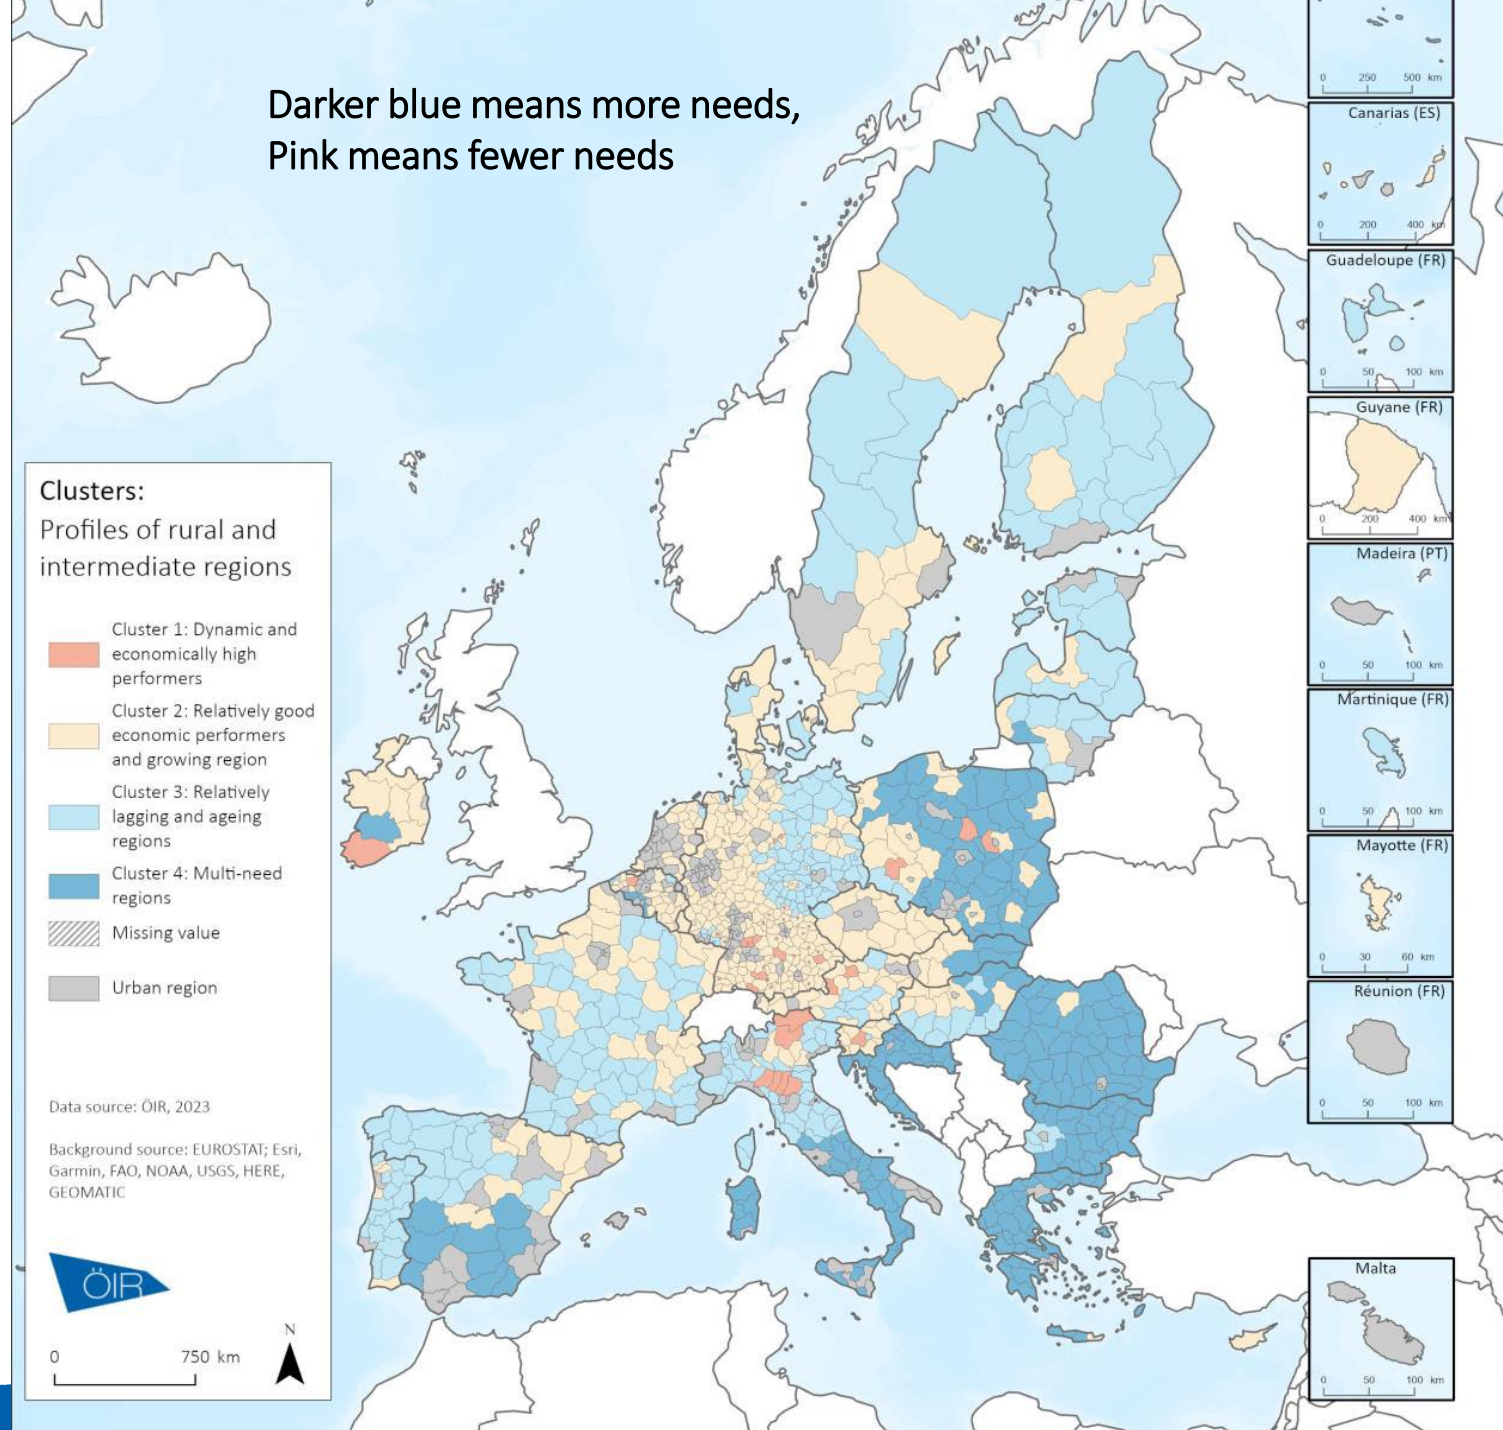 Darker blue means more needs,
Pink means fewer needs
Clusters:
Profiles of rural and
intermediate regions
Cluster 1: Dynamic and
economically high
performers
Cluster 2: Relatively good
economic performers
and growing region
Cluster 3: Relatively
lagging and ageing
regions
Cluster 4: Multi-need
regions
Missing value
Urban region
Data source: ÖIR, 2023
Background source: EUROSTAT; Esri,
Garmin, FAO, NOAA, USGS, HERE,
GEOMATIC
ÖIR
N
0 750 km
0 250 500 km
Canarias (ES)
0 200 400 km
Guadeloupe (FR)
0 50 100 km
Guyane (FR)
0 200 400 km
Madeira (PT)
0 50 100 km
Martinique (FR)
0 50 100 km
Mayotte (FR)
0 30 60 km
Réunion (FR)
0 50 100 km
Malta
0 50 100 km